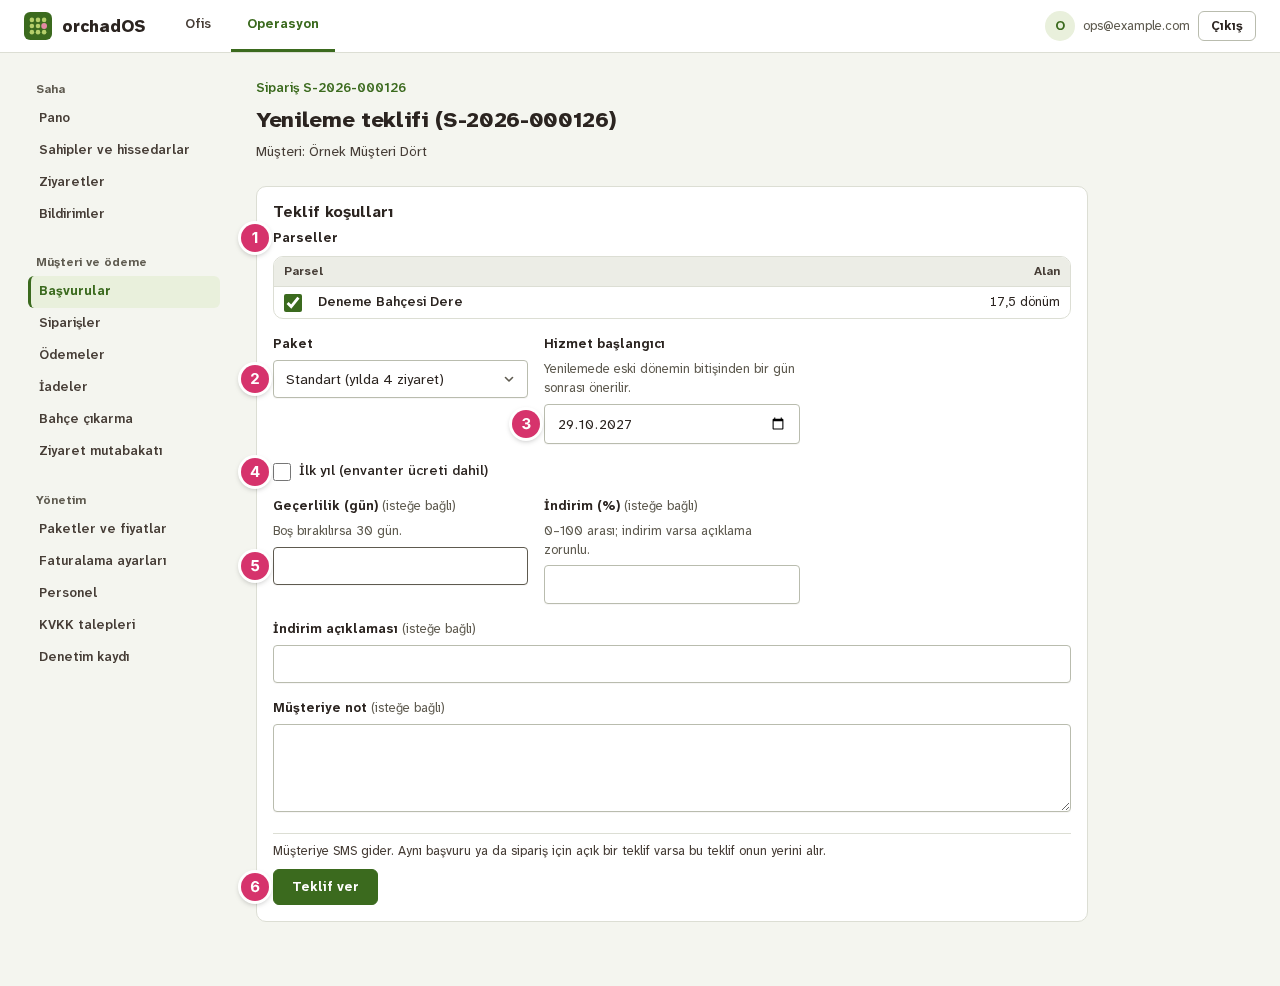 orchadOS
Ofis
Operasyon
O
ops@example.com
Çıkış
Saha
Pano
Sahipler ve hissedarlar
Ziyaretler
Bildirimler
Müşteri ve ödeme
Başvurular
Siparişler
Ödemeler
İadeler
Bahçe çıkarma
Ziyaret mutabakatı
Yönetim
Paketler ve fiyatlar
Faturalama ayarları
Personel
KVKK talepleri
Denetim kaydı
Sipariş S-2026-000126
Yenileme teklifi (S-2026-000126)
Müşteri: Örnek Müşteri Dört
Teklif koşulları
1
Parseller
Parsel
Alan
Deneme Bahçesi Dere
17,5 dönüm
Paket
2
Standart (yılda 4 ziyaret)
Hizmet başlangıcı
Yenilemede eski dönemin bitişinden bir gün
sonrası önerilir.
3
29.10.2027
4
İlk yıl (envanter ücreti dahil)
Geçerlilik (gün) (isteğe bağlı)
Boş bırakılırsa 30 gün.
5
İndirim (%) (isteğe bağlı)
0–100 arası; indirim varsa açıklama
zorunlu.
İndirim açıklaması (isteğe bağlı)
Müşteriye not (isteğe bağlı)
Müşteriye SMS gider. Aynı başvuru ya da sipariş için açık bir teklif varsa bu teklif onun yerini alır.
6
Teklif ver